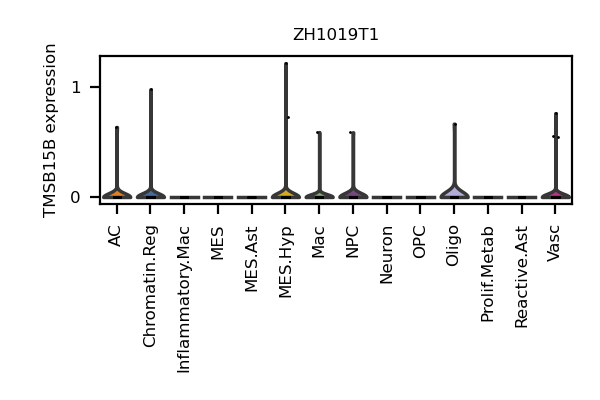 ZH1019T1
TMSB15B expression
1
0
AC
Chromatin.Reg
Inflammatory.Mac
MES
MES.Ast
MES.Hyp
Mac
NPC
Neuron
OPC
Oligo
Prolif.Metab
Reactive.Ast
Vasc